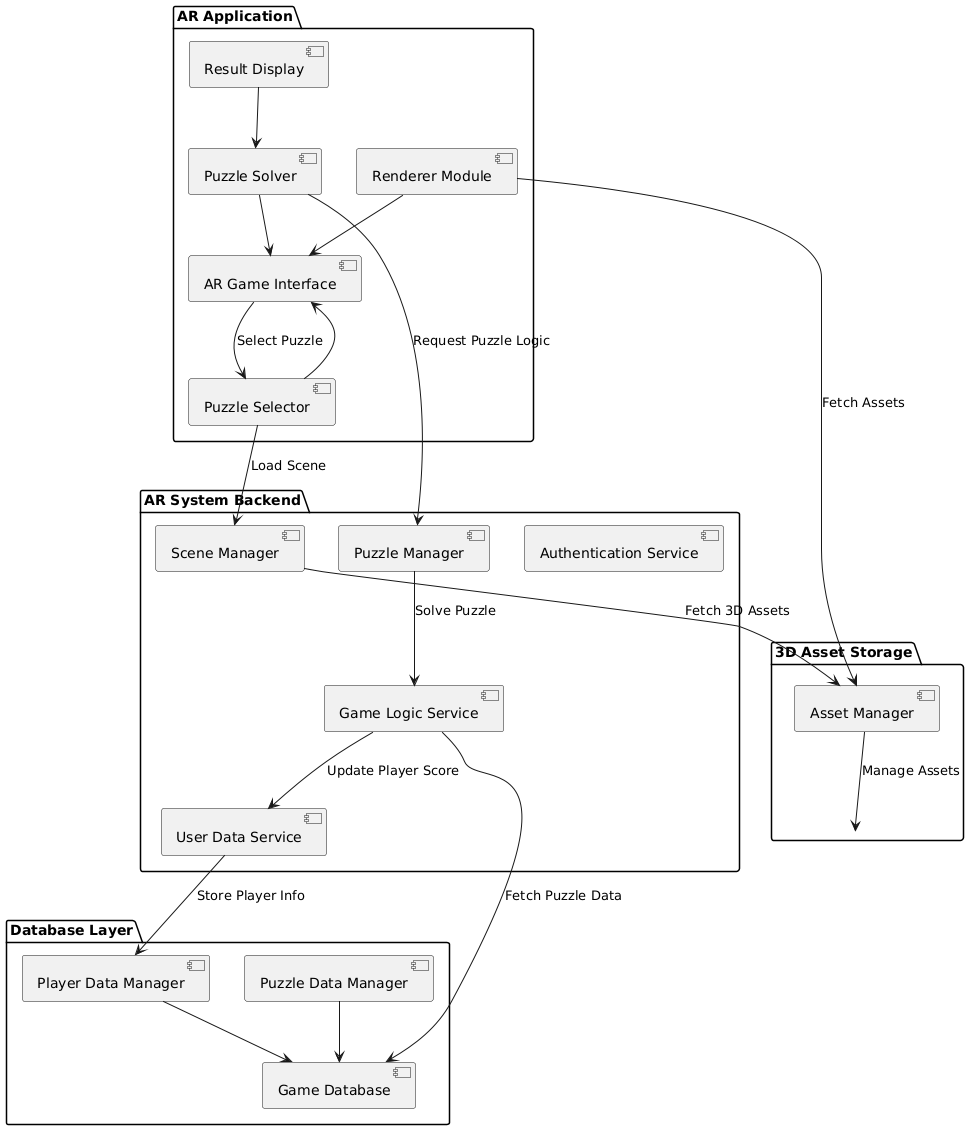 AR Application
Result Display
Puzzle Solver
Renderer Module
AR Game Interface
Select Puzzle
Request Puzzle Logic
Puzzle Selector
Fetch Assets
Load Scene
AR System Backend
Scene Manager
Puzzle Manager
Authentication Service
Solve Puzzle
Fetch 3D Assets
3D Asset Storage
Game Logic Service
Asset Manager
Update Player Score
Manage Assets
User Data Service
Store Player Info
Fetch Puzzle Data
Database Layer
Player Data Manager
Puzzle Data Manager
Game Database